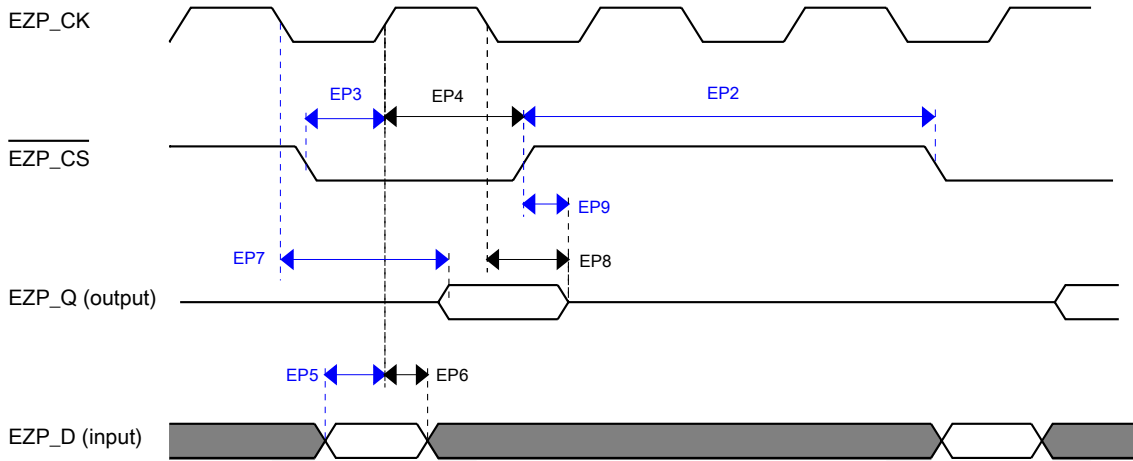 EZP_CK
EP3
EP4
EP2
EZP_CS
EP9
EP7
EP8
EZP_Q (output)
EP5
EP6
EZP_D (input)